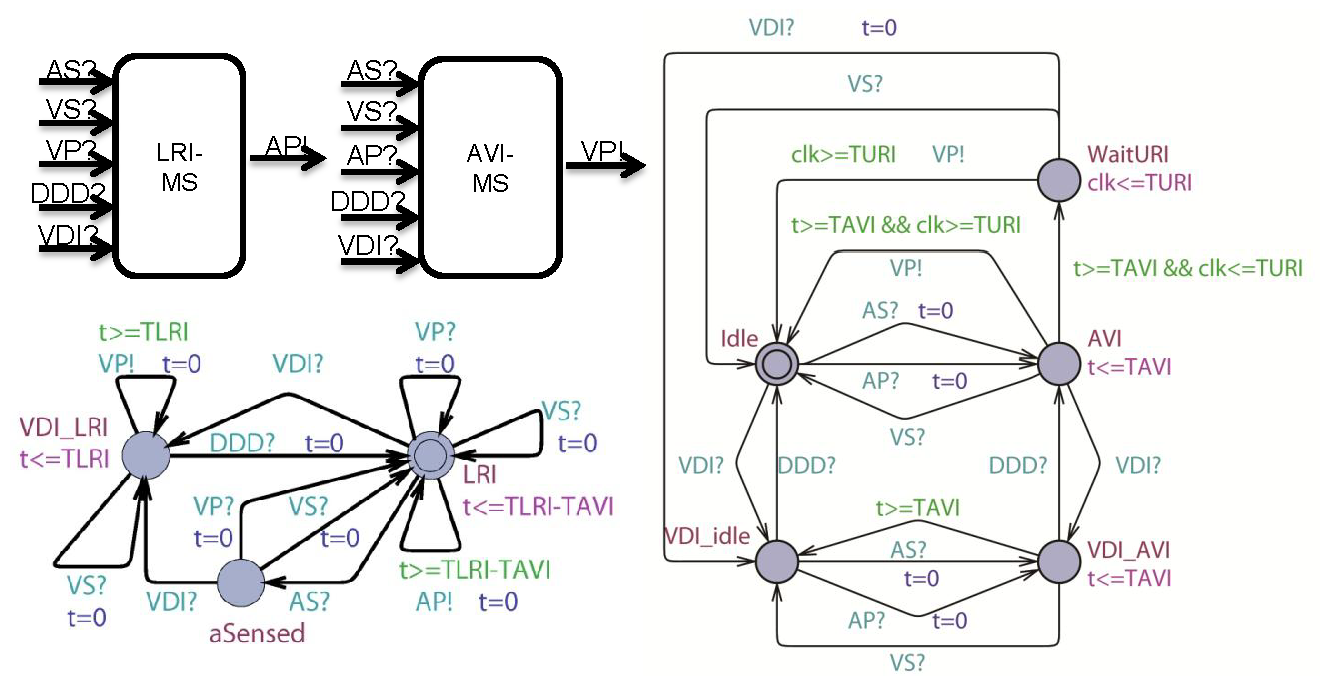 AS?
VS?
VP?
DDD?
VDI?
LRI-
MS
AP!
AS?
VS?
AP?
DDD?
VDI?
AVI-
MS
VP!
t>=TLRI
VP! t=0
VDI?
VP?
t=0
VS?
t=0
VDI_LRI
t<=TLRI
DDD? t=0
LRI
t<=TLRI-TAVI
VP?
t=0
VS?
t=0
VS?
t=0
VDI?
AS?
t>=TLRI-TAVI
AP! t=0
aSensed
VDI? t=0
VS?
clk>=TURI VP!
WaitURI
clk<=TURI
t>=TAVI && clk>=TURI
VP!
t>=TAVI && clk<=TURI
AS? t=0
Idle
AVI
t<=TAVI
AP? t=0
VS?
VDI?
DDD?
DDD?
VDI?
t>=TAVI
VDI_idle
AS?
t=0
VDI_AVI
t<=TAVI
AP? t=0
VS?